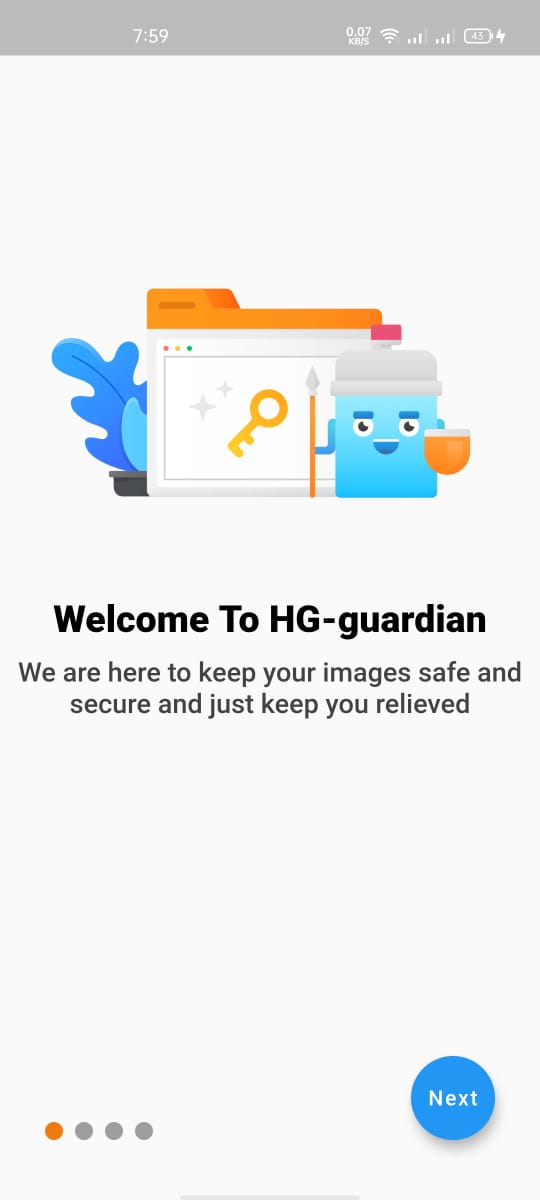 7:59
0.07
KB/S
43
Welcome To HG-guardian
We are here to keep your images safe and
secure and just keep you relieved
Next